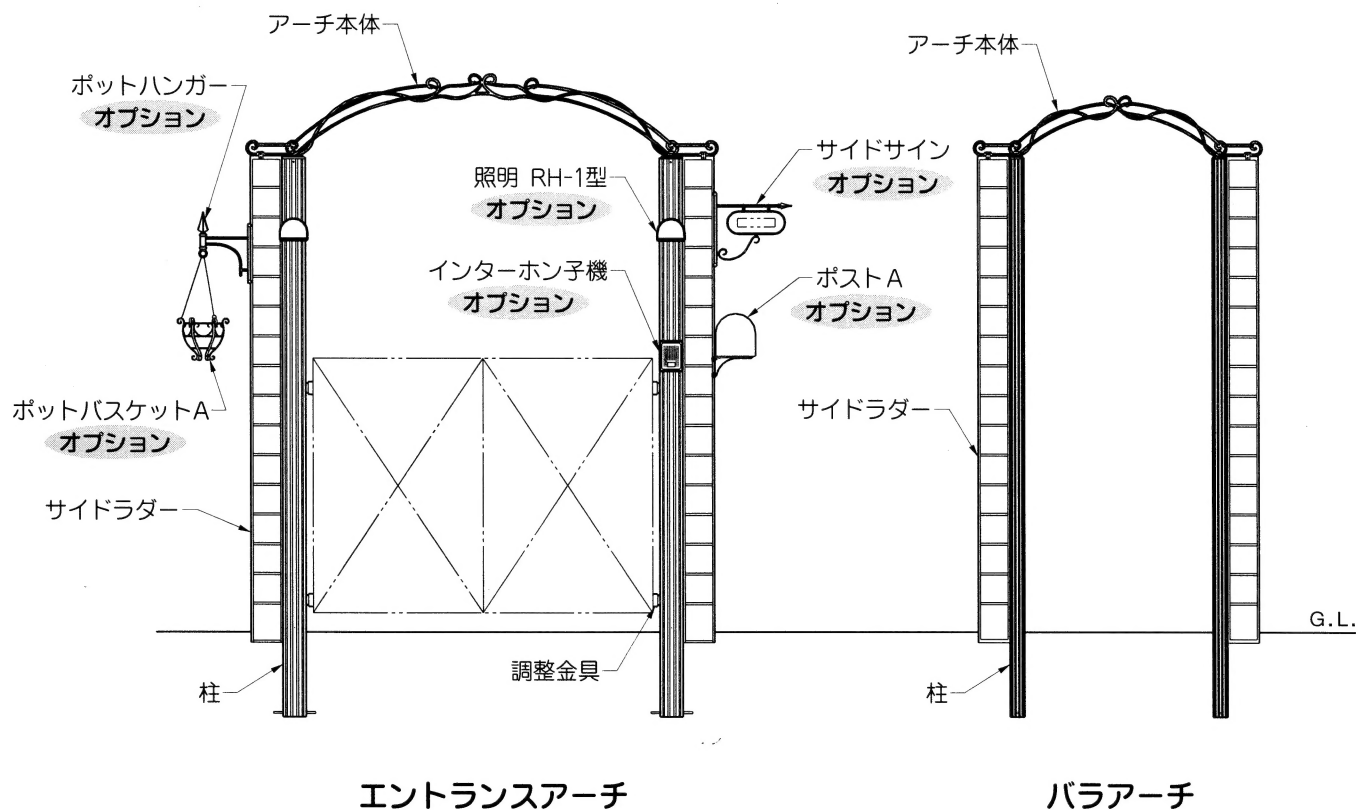 アーチ本体
ポットハンガー
オプション
照明 RH-1型
オプション
サイドサイン
オプション
インターホン子機
オプション
ポストA
オプション
ポットバスケットA
オプション
サイドラダー
柱
調整金具
エントランスアーチ
アーチ本体
サイドラダー
G.L.
柱
バラアーチ